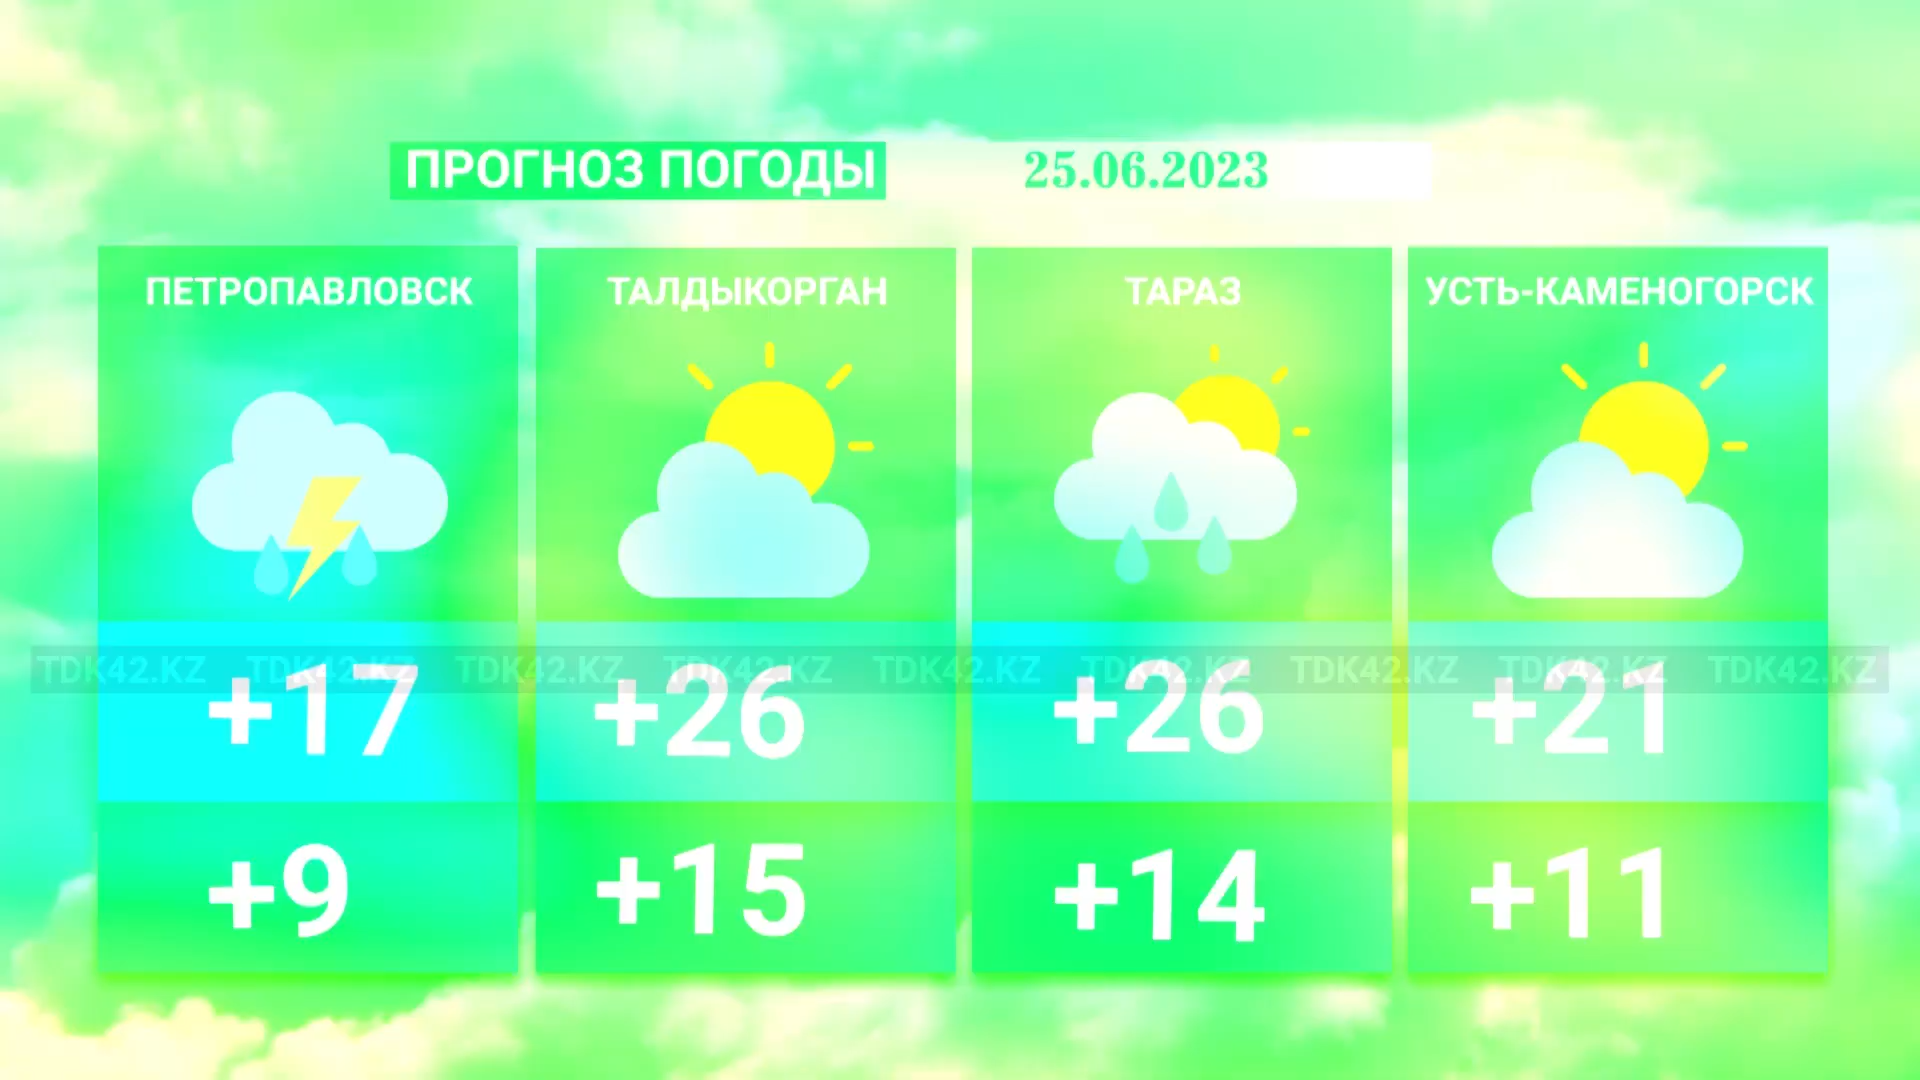 ПРОГНОЗ ПОГОДЫ 25.06.2023
ПЕТРОПАВЛОВСК ТАЛДЫКОРГАН ТАРАЗ УСТЬ-КАМЕНОГОРСК
TDK42.KZ TDK42.KZ TDK42.KZ TDK42.KZ TDK42.KZ TDK42.KZ TDK42.KZ TDK42.KZ TDK42.KZ
+17 +26 +26 +21
+9 +15 +14 +11